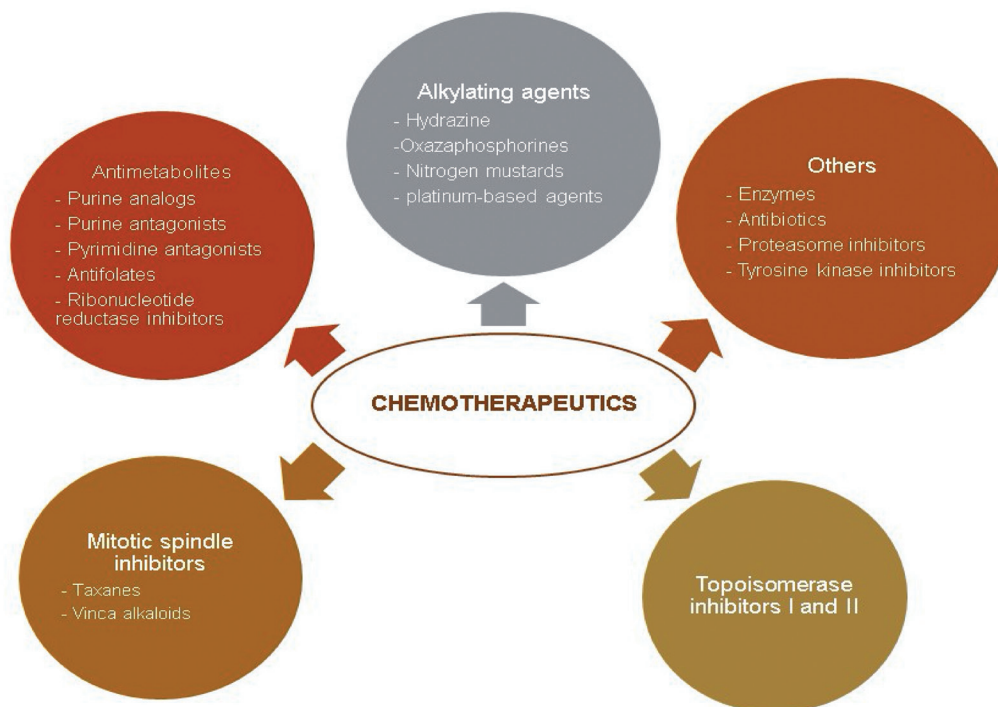 Alkylating agents
- Hydrazine
-Oxazaphosphorines
- Nitrogen mustards
- platinum-based agents
Antimetabolites
- Purine analogs
- Purine antagonists
- Pyrimidine antagonists
- Antifolates
- Ribonucleotide
reductase inhibitors
Others
- Enzymes
- Antibiotics
- Proteasome inhibitors
- Tyrosine kinase inhibitors
CHEMOTHERAPEUTICS
Mitotic spindle
inhibitors
- Taxanes
- Vinca alkaloids
Topoisomerase
inhibitors I and II